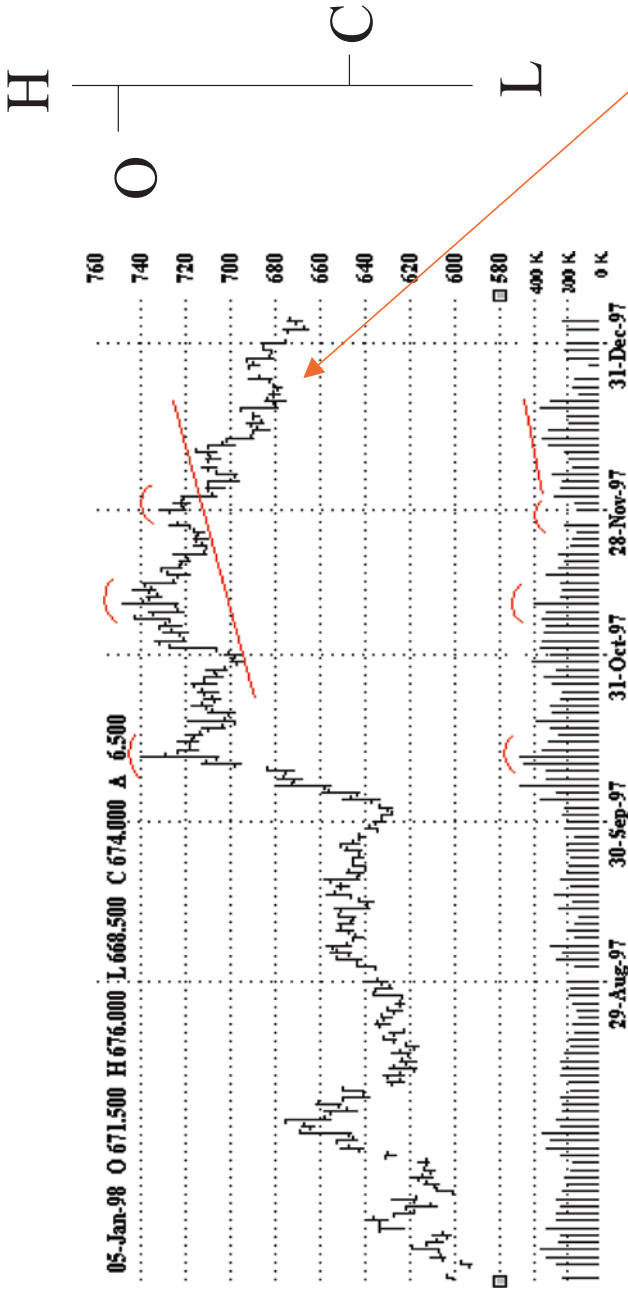 05-Jan-98 O 671.500 H 676.000 L 668.500 C 674.000 Δ 6.500
760
740
720
700
680
660
640
620
600
580
400 K
200 K
0 K
29-Aug-97 30-Sep-97 31-Oct-97 28-Nov-97 31-Dec-97
H
O
C
L